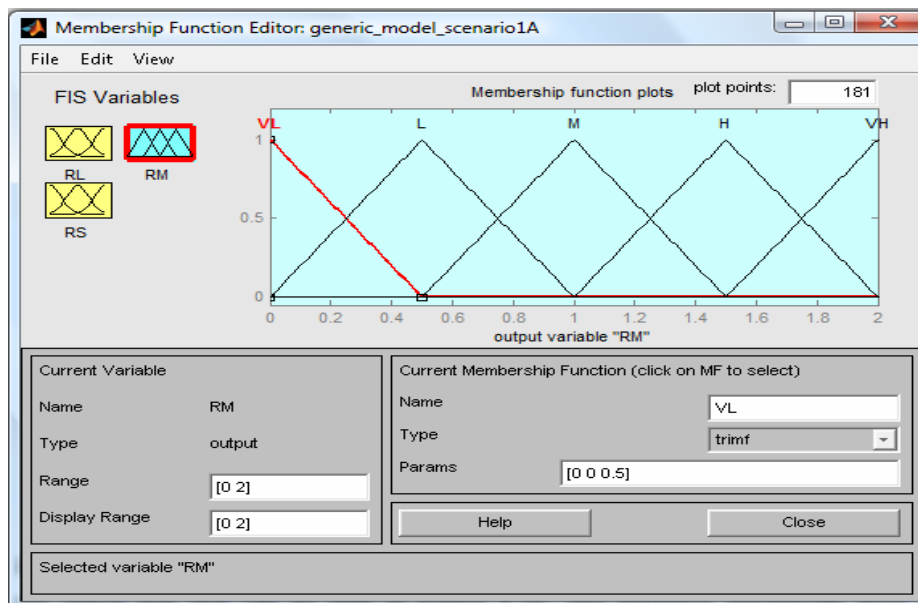 Membership Function Editor: generic_model_scenario1A
File Edit View
FIS Variables
RL
RM
RS
Membership function plots
plot points:
181
VL L M H VH
1
0.5
0
0 0.2 0.4 0.6 0.8 1 1.2 1.4 1.6 1.8 2
output variable "RM"
Current Variable
Name RM
Type output
Range [0 2]
Display Range [0 2]
Current Membership Function (click on MF to select)
Name VL
Type trimf
Params [0 0 0.5]
Help Close
Selected variable "RM"